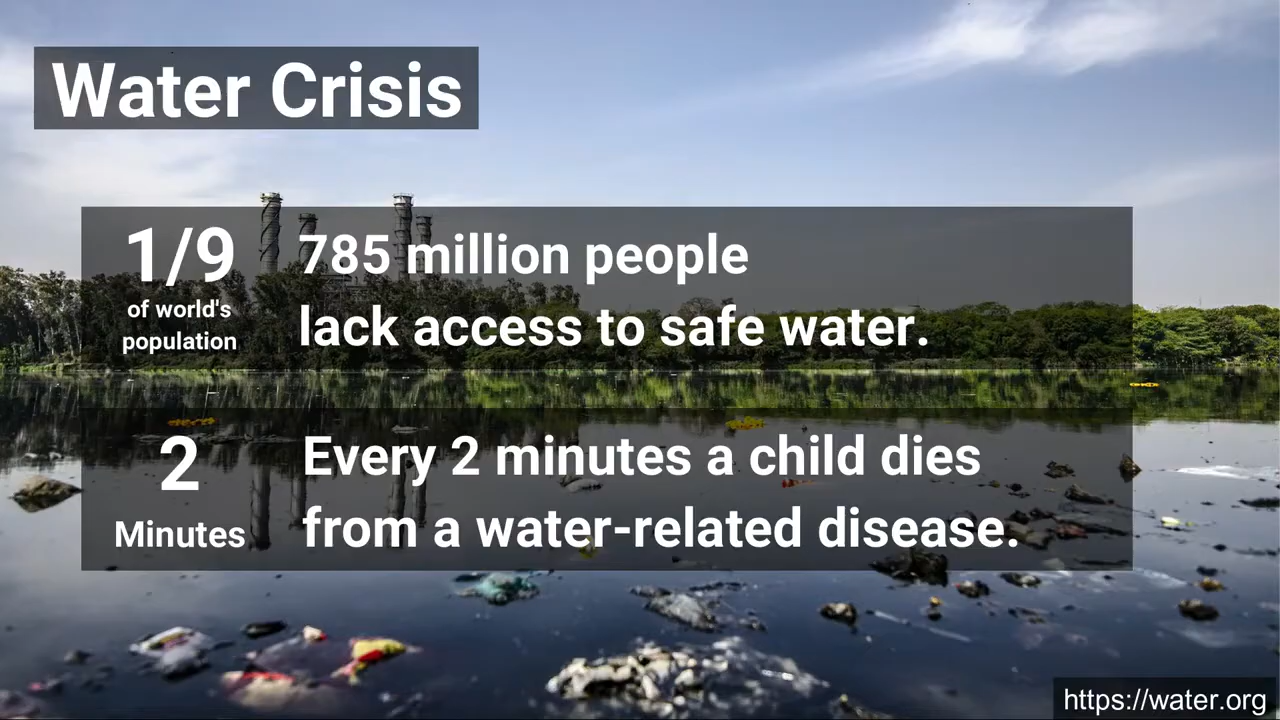 Water Crisis
1/9
of world's
population
785 million people
lack access to safe water.
2
Minutes
Every 2 minutes a child dies
from a water-related disease.
https://water.org